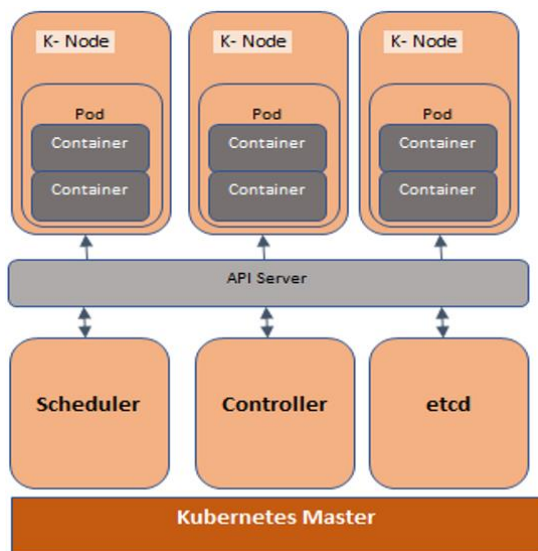 K- Node
K- Node
K- Node
Pod
Pod
Pod
Container
Container
Container
Container
Container
Container
API Server
Scheduler
Controller
etcd
Kubernetes Master